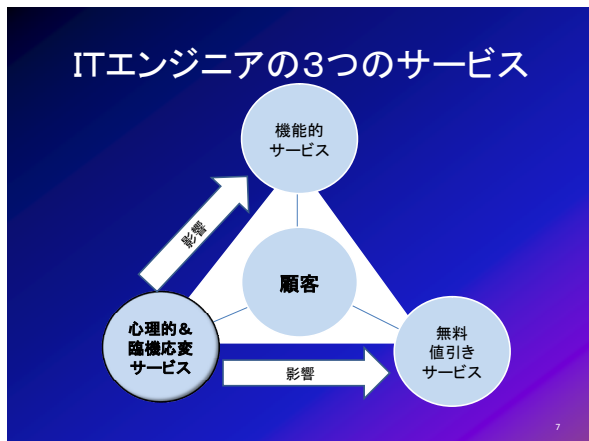 ITエンジニアの3つのサービス
機能的
サービス
影響
顧客
心理的&
臨機応変
サービス
影響
無料
値引き
サービス
7